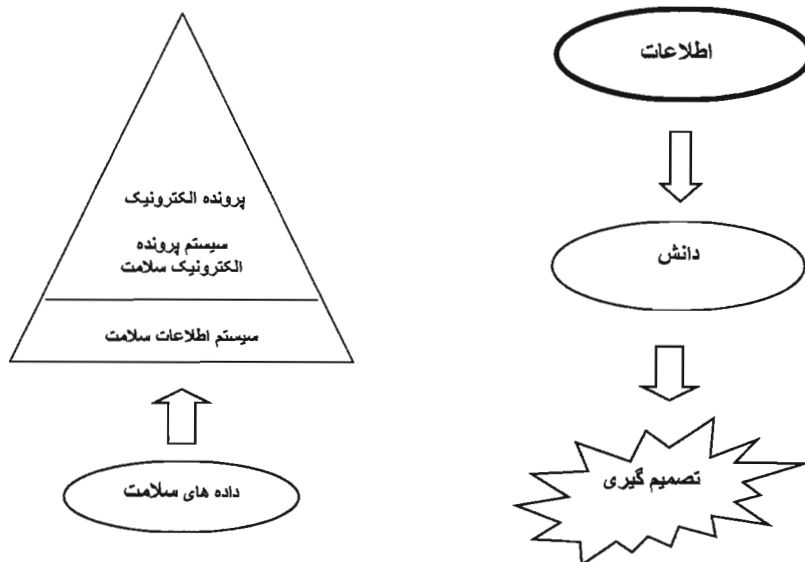 اطلاعات
دانش
تصمیم گیری
پرونده الکترونیک
سیستم پرونده
الکترونیک سلامت
سیستم اطلاعات سلامت
داده های سلامت